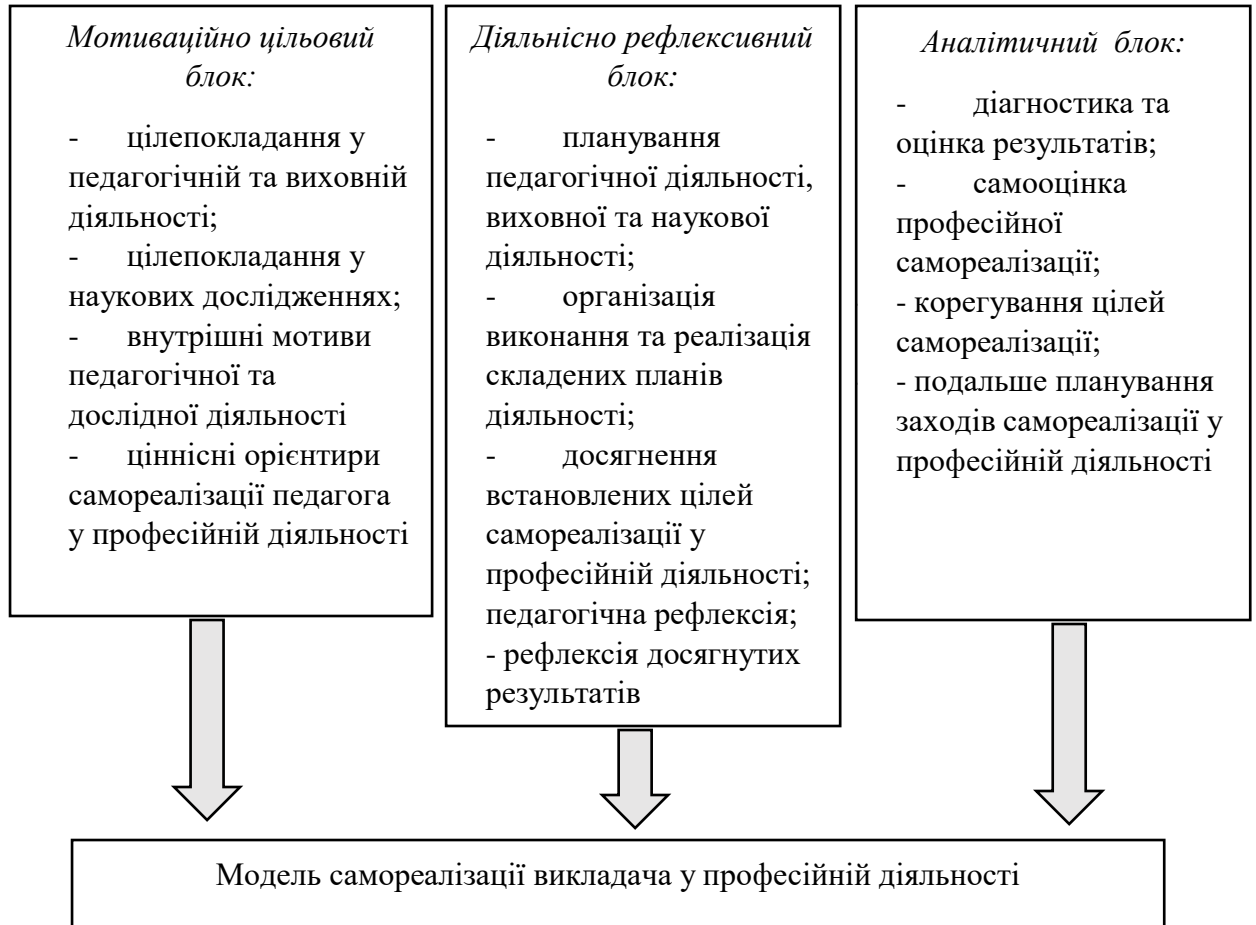 Мотиваційно цільовий
блок:
- цілепокладання у
педагогічній та виховній
діяльності;
- цілепокладання у
наукових дослідженнях;
- внутрішні мотиви
педагогічної та
дослідної діяльності
- ціннісні орієнтири
самореалізації педагога
у професійній діяльності
Діяльнісно рефлексивний
блок:
- планування
педагогічної діяльності,
виховної та наукової
діяльності;
- організація
виконання та реалізація
складених планів
діяльності;
- досягнення
встановлених цілей
самореалізації у
професійній діяльності;
педагогічна рефлексія;
- рефлексія досягнутих
результатів
Аналітичний блок:
- діагностика та
оцінка результатів;
- самооцінка
професійної
самореалізації;
- корегування цілей
самореалізації;
- подальше планування
заходів самореалізації у
професійній діяльності
Модель самореалізації викладача у професійній діяльності